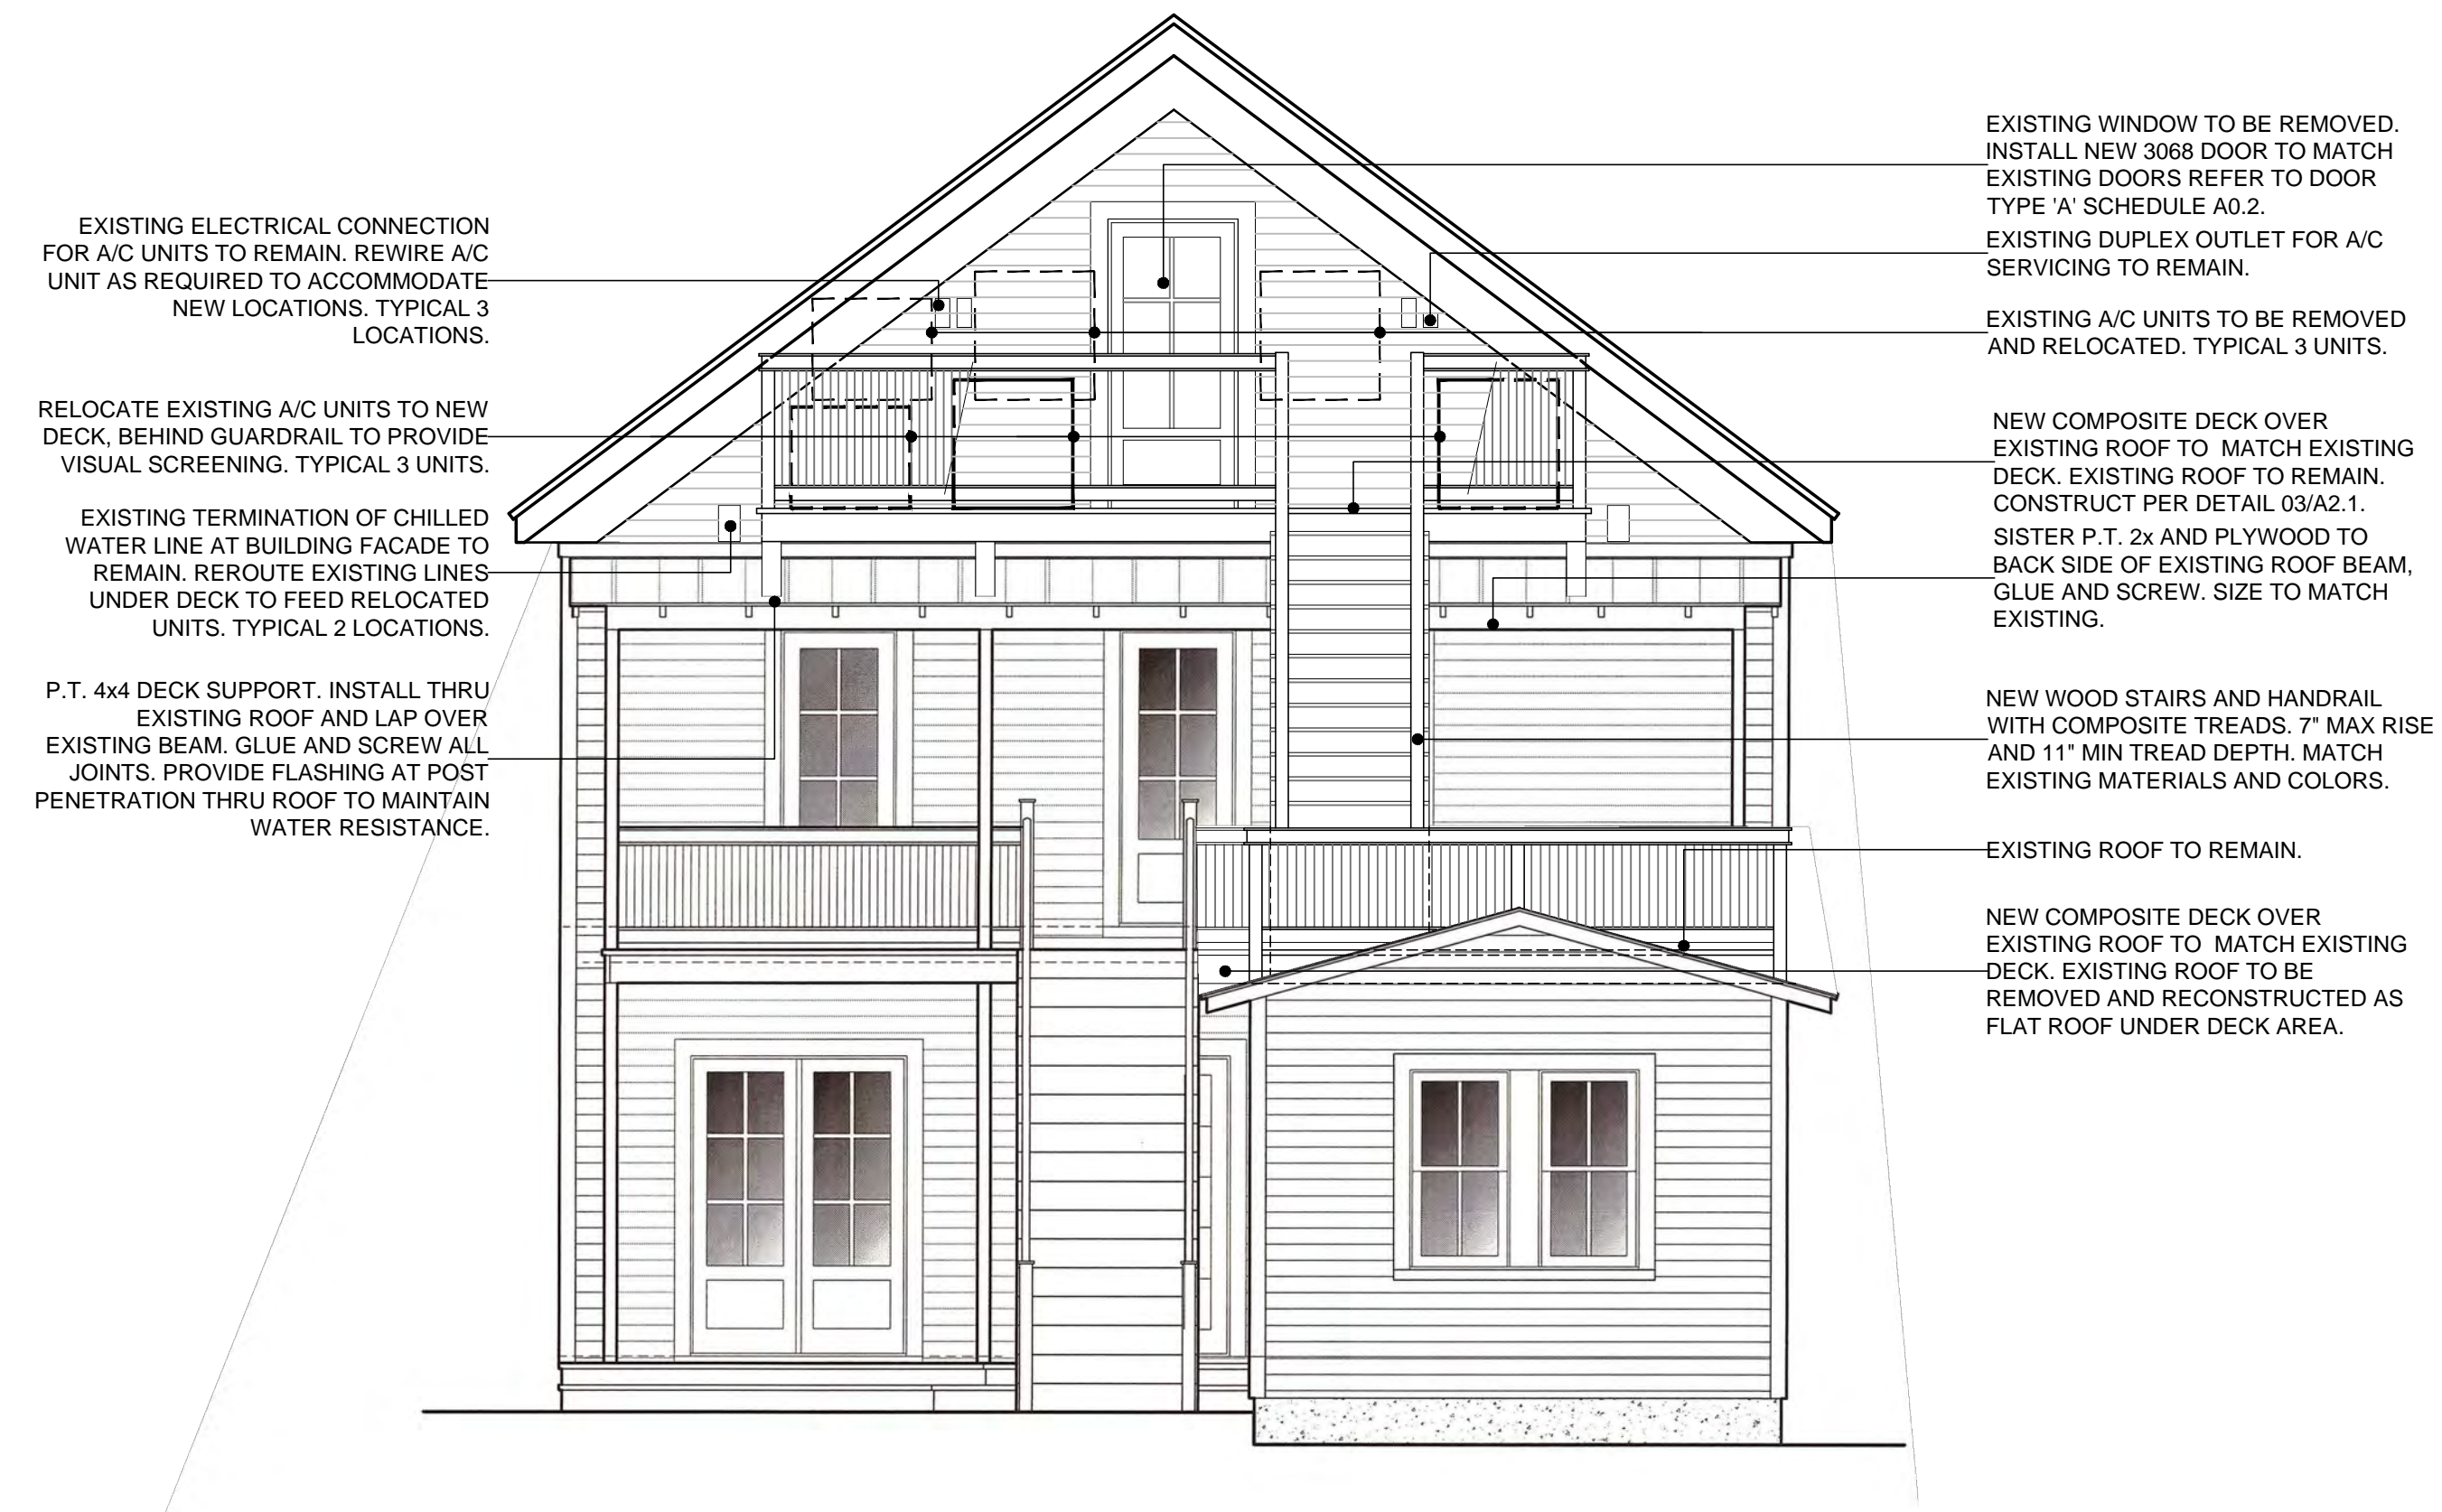 EXISTING ELECTRICAL CONNECTION
FOR A/C UNITS TO REMAIN. REWIRE A/C
UNIT AS REQUIRED TO ACCOMMODATE
NEW LOCATIONS. TYPICAL 3
LOCATIONS.
RELOCATE EXISTING A/C UNITS TO NEW
DECK, BEHIND GUARDRAIL TO PROVIDE
VISUAL SCREENING. TYPICAL 3 UNITS.
EXISTING TERMINATION OF CHILLED
WATER LINE AT BUILDING FACADE TO
REMAIN. REROUTE EXISTING LINES
UNDER DECK TO FEED RELOCATED
UNITS. TYPICAL 2 LOCATIONS.
P.T. 4x4 DECK SUPPORT. INSTALL THRU
EXISTING ROOF AND LAP OVER
EXISTING BEAM. GLUE AND SCREW ALL
JOINTS. PROVIDE FLASHING AT POST
PENETRATION THRU ROOF TO MAINTAIN
WATER RESISTANCE.
EXISTING WINDOW TO BE REMOVED.
INSTALL NEW 3068 DOOR TO MATCH
EXISTING DOORS REFER TO DOOR
TYPE 'A' SCHEDULE A0.2.
EXISTING DUPLEX OUTLET FOR A/C
SERVICING TO REMAIN.
EXISTING A/C UNITS TO BE REMOVED
AND RELOCATED. TYPICAL 3 UNITS.
NEW COMPOSITE DECK OVER
EXISTING ROOF TO MATCH EXISTING
DECK. EXISTING ROOF TO REMAIN.
CONSTRUCT PER DETAIL 03/A2.1.
SISTER P.T. 2x AND PLYWOOD TO
BACK SIDE OF EXISTING ROOF BEAM,
GLUE AND SCREW. SIZE TO MATCH
EXISTING.
NEW WOOD STAIRS AND HANDRAIL
WITH COMPOSITE TREADS. 7" MAX RISE
AND 11" MIN TREAD DEPTH. MATCH
EXISTING MATERIALS AND COLORS.
EXISTING ROOF TO REMAIN.
NEW COMPOSITE DECK OVER
EXISTING ROOF TO MATCH EXISTING
DECK. EXISTING ROOF TO BE
REMOVED AND RECONSTRUCTED AS
FLAT ROOF UNDER DECK AREA.